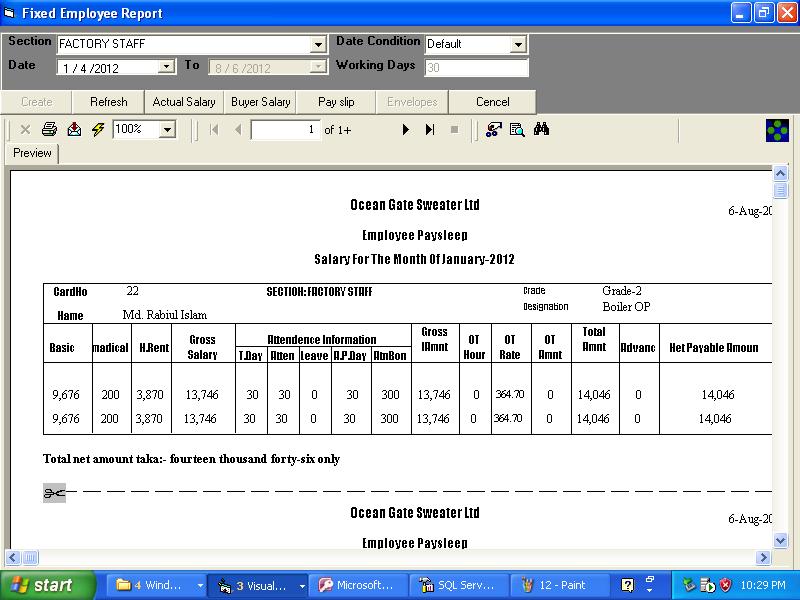 Fixed Employee Report
Section FACTORY STAFF Date Condition Default
Date 1 / 4 /2012 To 8 / 6 /2012 Working Days 30
Create Refresh Actual Salary Buyer Salary Pay slip Envelopes Cencel
100% 1 of 1+
Preview
Ocean Gate Sweater Ltd
6-Aug-20
Employee Paysleep
Salary For The Month Of January-2012
CardNo 22 SECTION: FACTORY STAFF Grade Grade-2
Designation Boiler OP
Name Md. Rabiul Islam
Basic madical H.Rent Gross Salary Attendence Information Gross IAmnt OT Hour OT Rate OT Amnt Total Amnt Advanc Net Payable Amoun
T.Day Atten Leave A.P.Day AtnBon
9,676 200 3,870 13,746 30 30 0 30 300 13,746 0 364.70 0 14,046 0 14,046
9,676 200 3,870 13,746 30 30 0 30 300 13,746 0 364.70 0 14,046 0 14,046
Total net amount taka:- fourteen thousand forty-six only
Ocean Gate Sweater Ltd
6-Aug-20
Employee Paysleep
start 4 Wind... 3 Visual... Microsoft... SQL Serv... 12 - Paint 10:29 PM